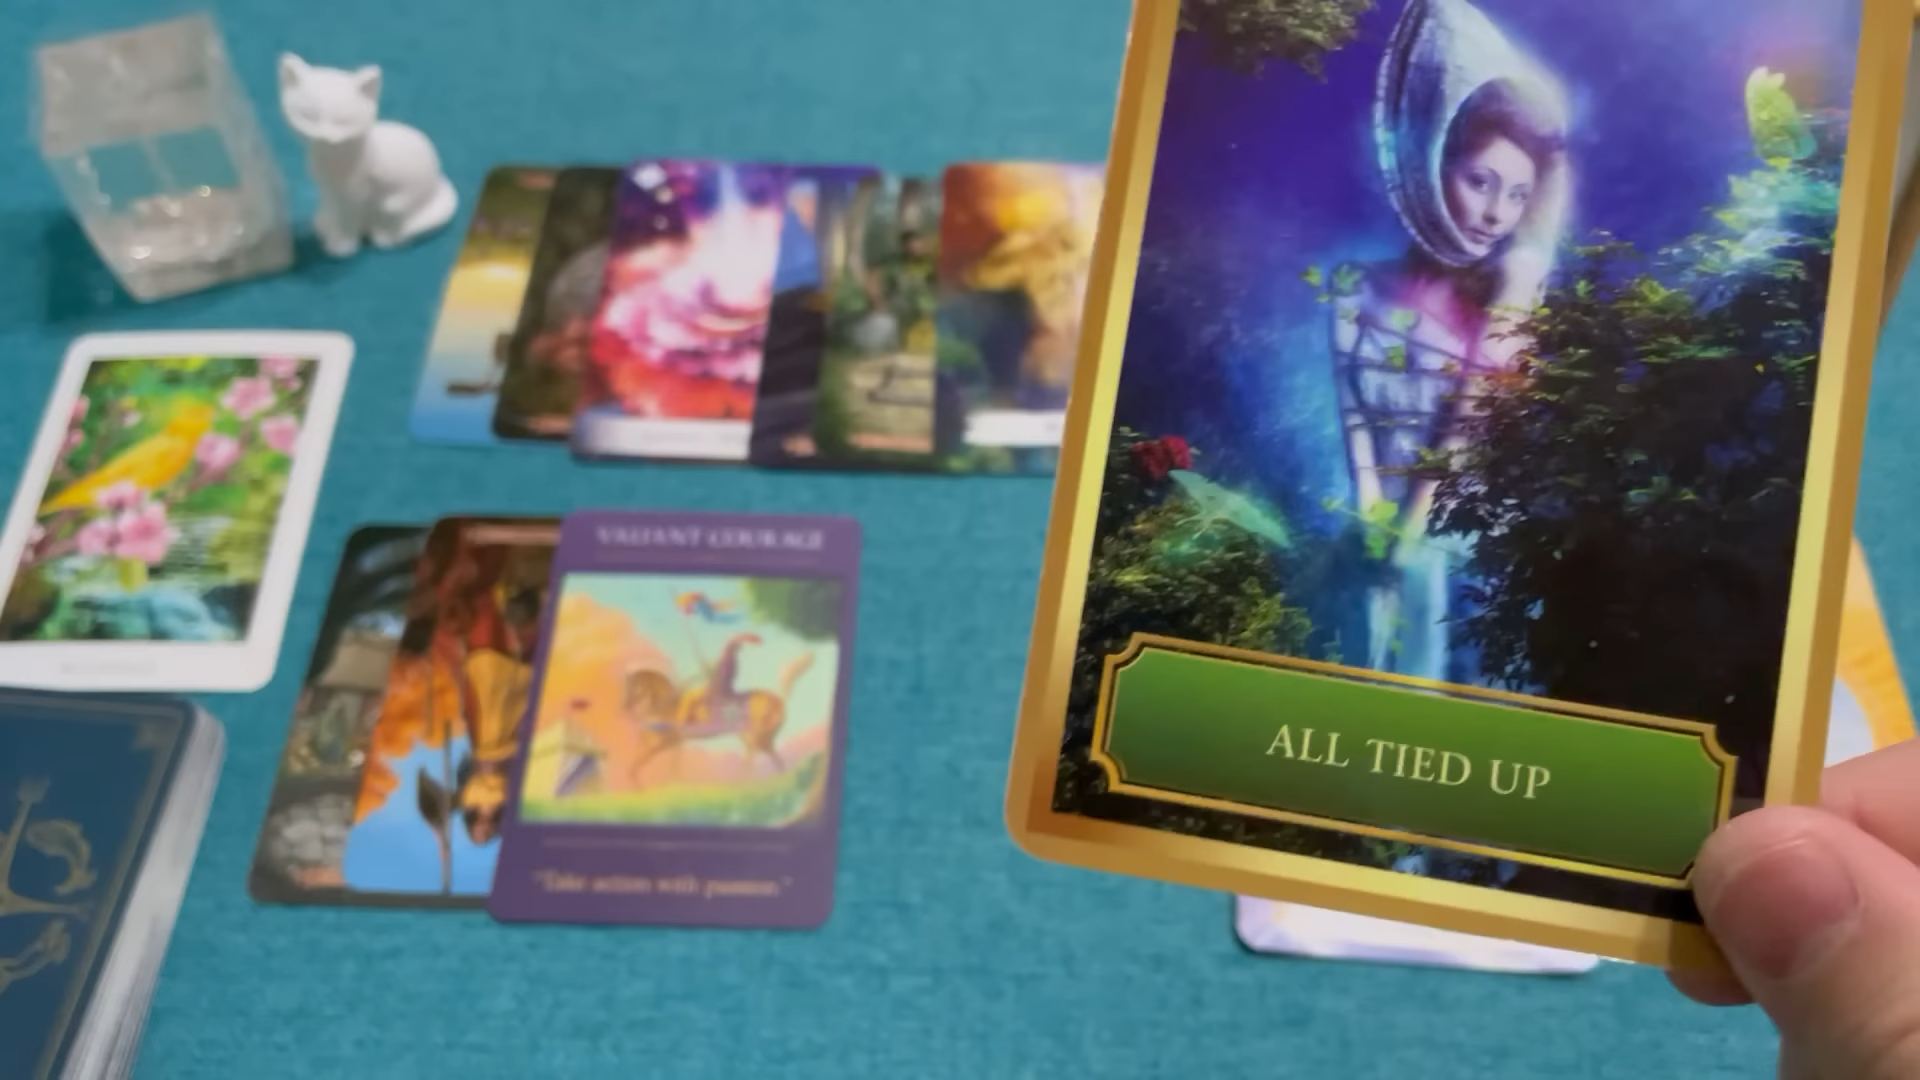 VALIANT COURAGE
"Take action with passion."
ALL TIED UP